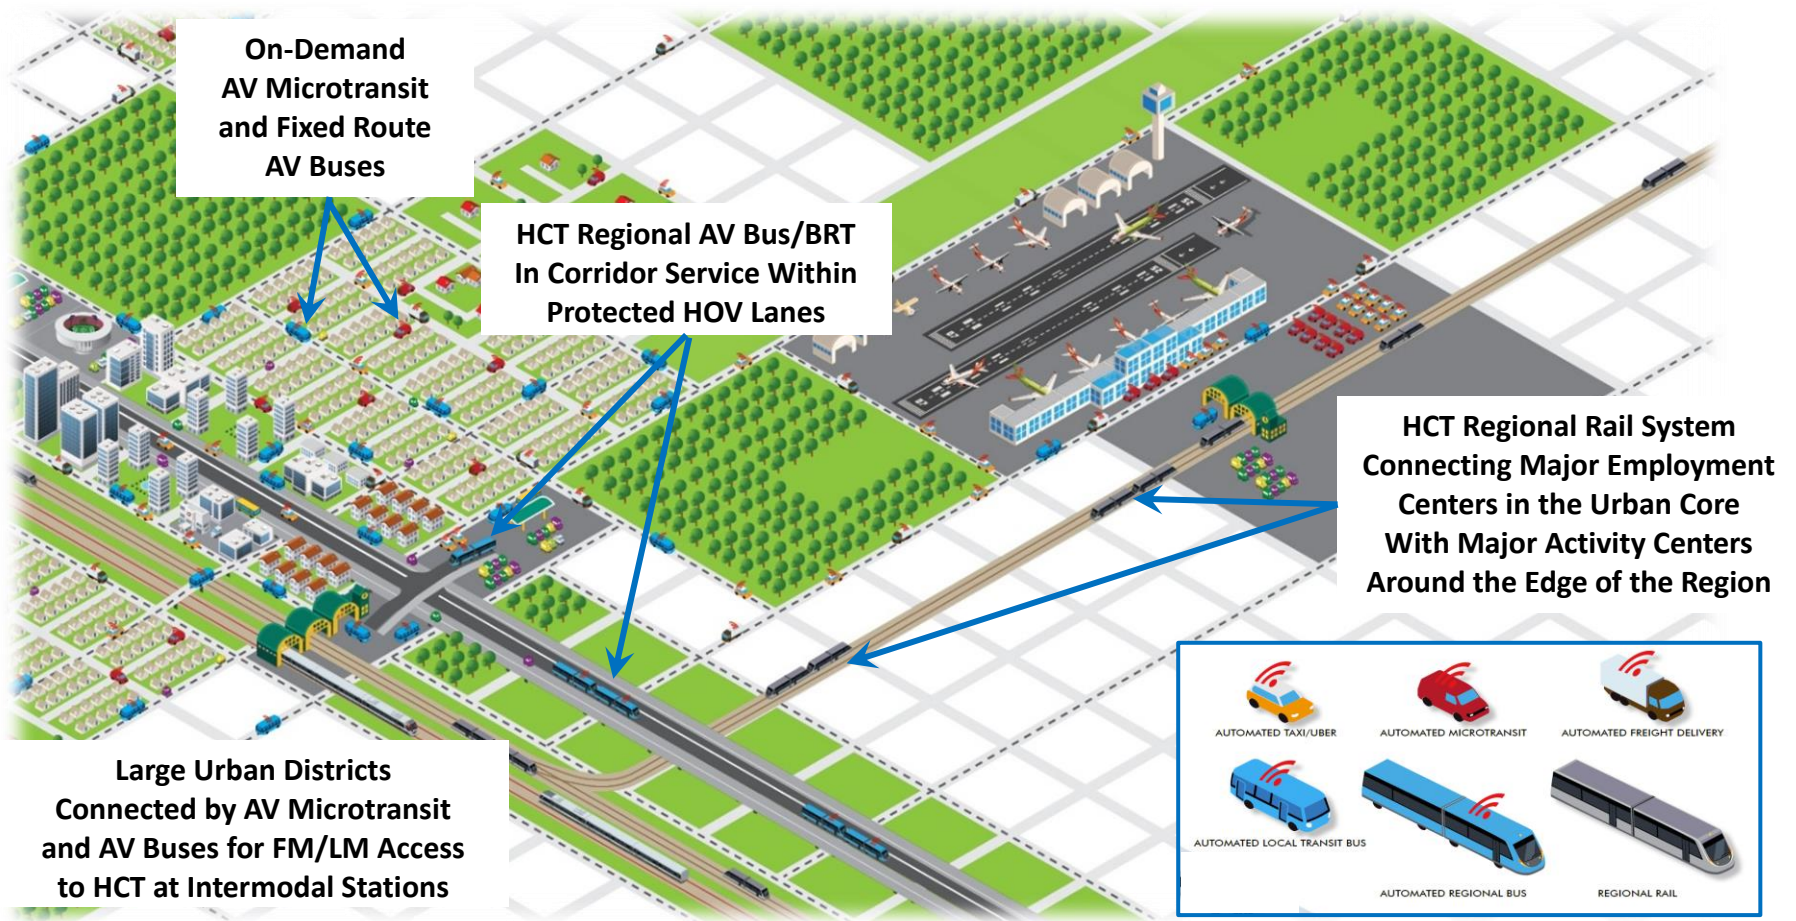 On-Demand
AV Microtransit
and Fixed Route
AV Buses
HCT Regional AV Bus/BRT
In Corridor Service Within
Protected HOV Lanes
HCT Regional Rail System
Connecting Major Employment
Centers in the Urban Core
With Major Activity Centers
Around the Edge of the Region
Large Urban Districts
Connected by AV Microtransit
and AV Buses for FM/LM Access
to HCT at Intermodal Stations
AUTOMATED TAXI/UBER
AUTOMATED MICROTRANSIT
AUTOMATED FREIGHT DELIVERY
AUTOMATED LOCAL TRANSIT BUS
AUTOMATED REGIONAL BUS
REGIONAL RAIL